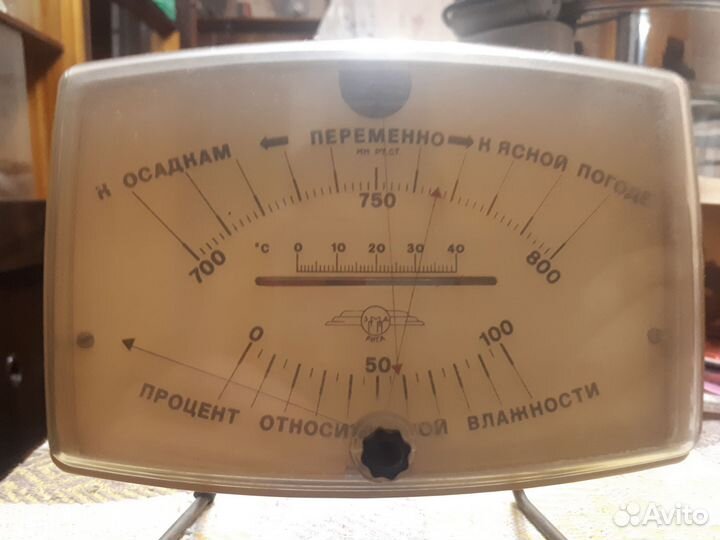 К ОСАДКАМ ← ПЕРЕМЕННО → К ЯСНОЙ ПОГОДЕ
ММ РТ.СТ.
700 750 800
°C 0 10 20 30 40
РИГА
0 50 100
ПРОЦЕНТ ОТНОСИ ОЙ ВЛАЖНОСТИ
Avito